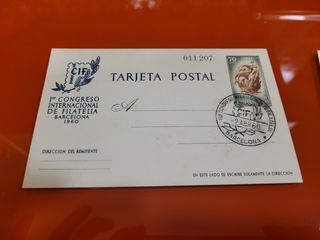 011207
CIF
TARJETA POSTAL
70
1er CONGRESO
INTERNACIONAL
DE FILATELIA
BARCELONA
1960
A
CIF
BARCELONA
DIRECCION DEL REMITENTE
EN ESTE LADO SE ESCRIBE SOLAMENTE LA DIRECCION